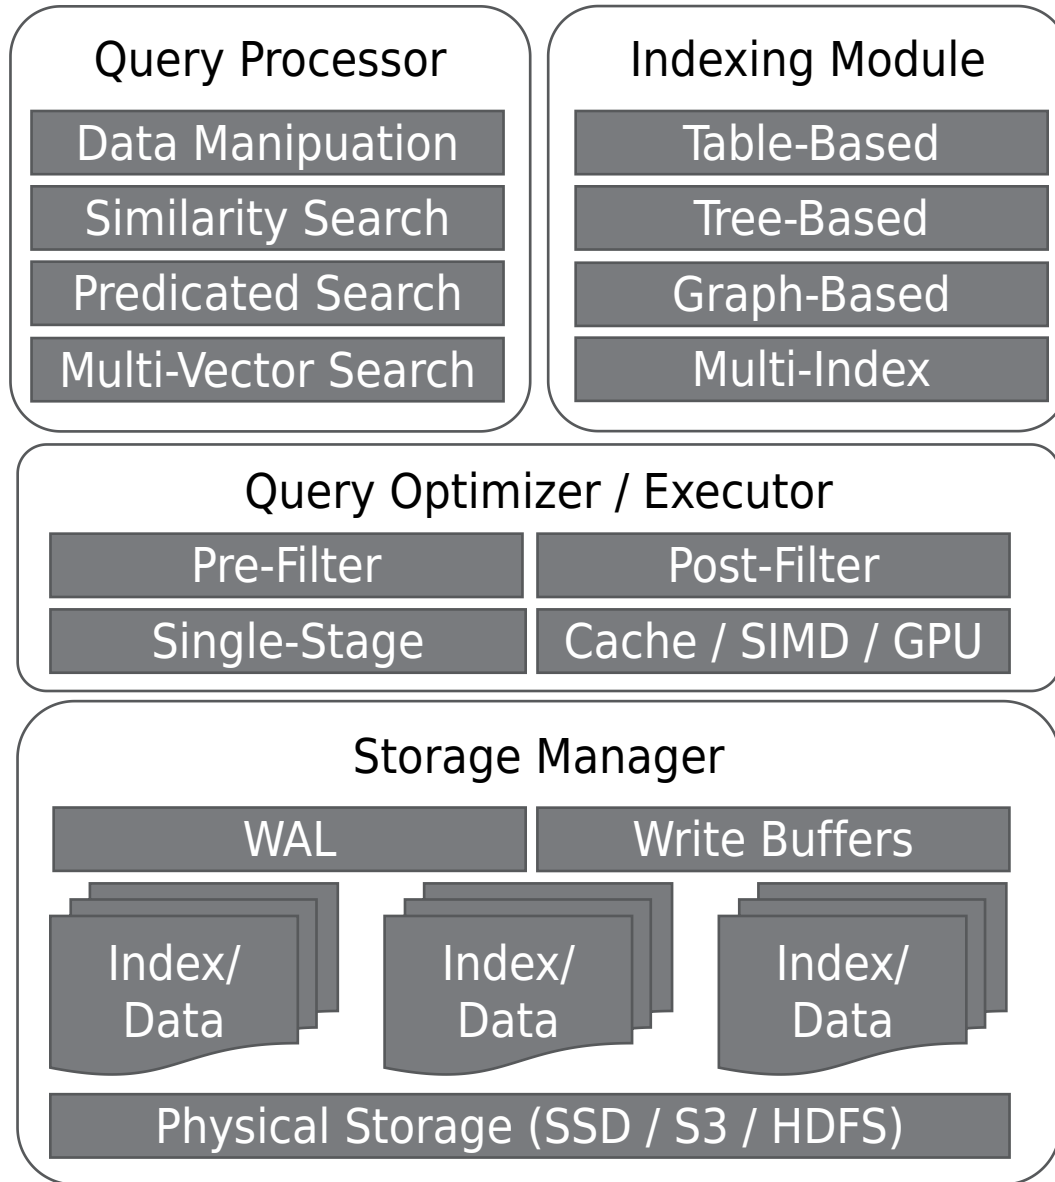 Query Processor
Data Manipuation
Similarity Search
Predicated Search
Multi-Vector Search
Indexing Module
Table-Based
Tree-Based
Graph-Based
Multi-Index
Query Optimizer / Executor
Pre-Filter
Post-Filter
Single-Stage
Cache / SIMD / GPU
Storage Manager
WAL
Write Buffers
Index/
Data
Index/
Data
Index/
Data
Physical Storage (SSD / S3 / HDFS)